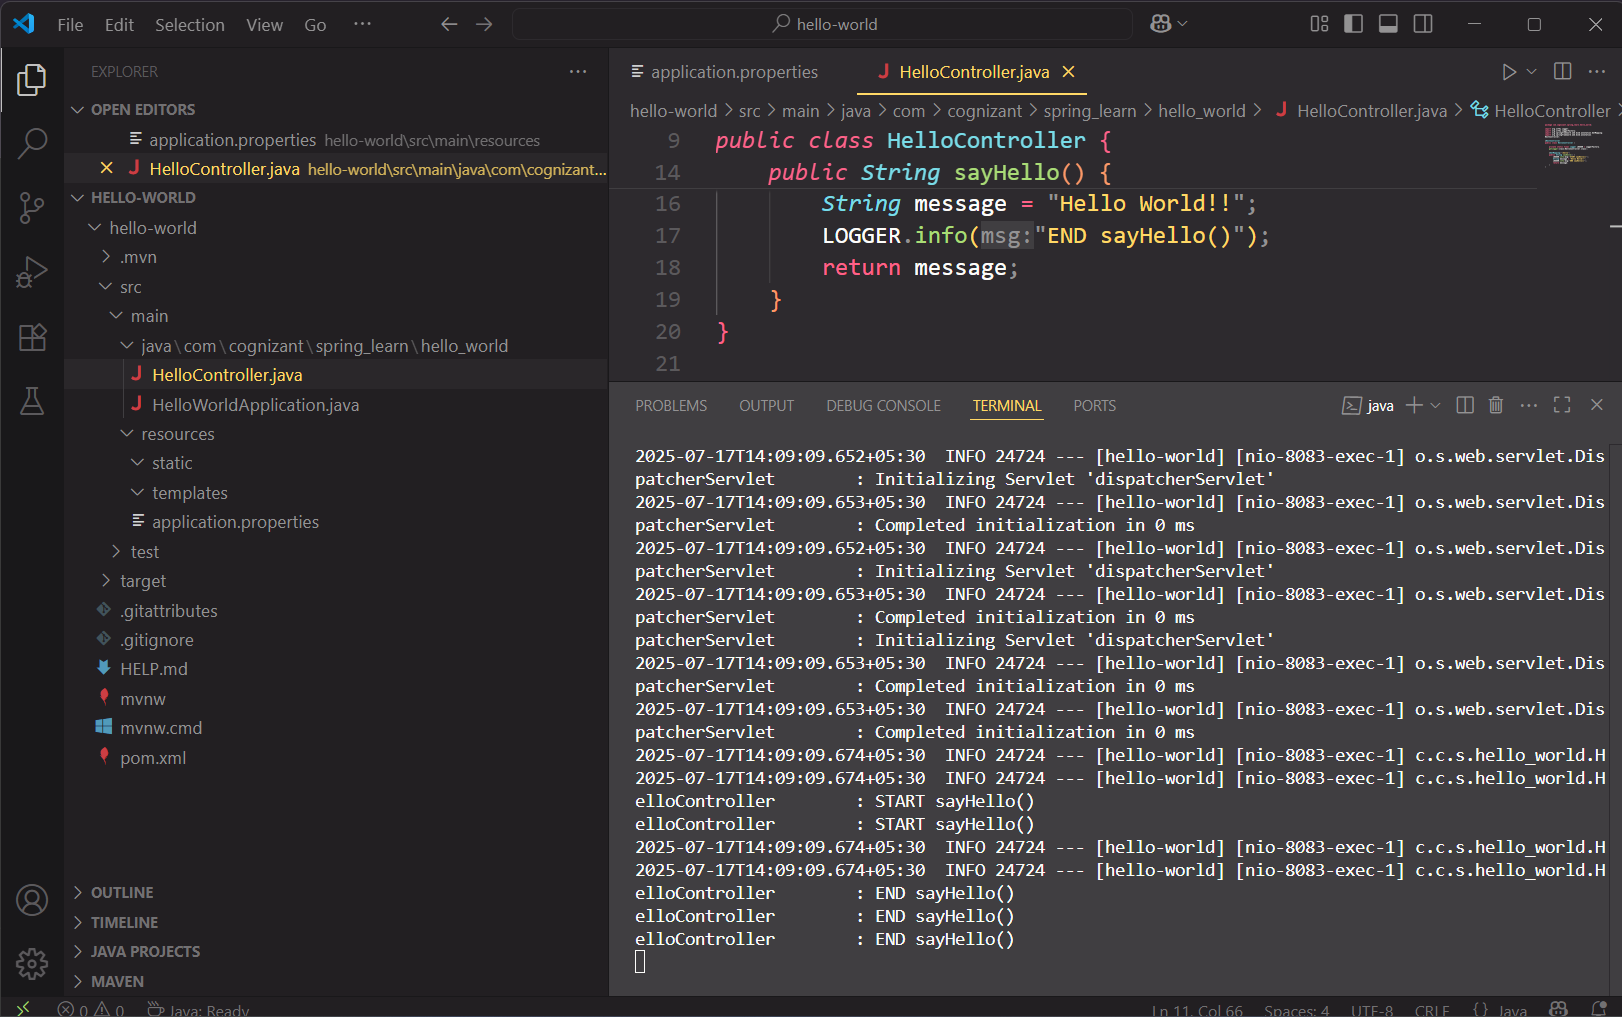 File Edit Selection View Go ··· hello-world
EXPLORER ···
OPEN EDITORS
application.properties hello-world\src\main\resources
HelloController.java hello-world\src\main\java\com\cognizant...
HELLO-WORLD
hello-world
.mvn
src
main
java\com\cognizant\spring_learn\hello_world
HelloController.java
HelloWorldApplication.java
resources
static
templates
application.properties
test
target
.gitattributes
.gitignore
HELP.md
mvnw
mvnw.cmd
pom.xml
OUTLINE
TIMELINE
JAVA PROJECTS
MAVEN
application.properties HelloController.java
hello-world > src > main > java > com > cognizant > spring_learn > hello_world > HelloController.java > HelloController >
9 public class HelloController {
14 public String sayHello() {
16 String message = "Hello World!!";
17 LOGGER.info(msg:"END sayHello()");
18 return message;
19 }
20 }
21
PROBLEMS OUTPUT DEBUG CONSOLE TERMINAL PORTS java
2025-07-17T14:09:09.652+05:30  INFO 24724 --- [hello-world] [nio-8083-exec-1] o.s.web.servlet.Dis
patcherServlet        : Initializing Servlet 'dispatcherServlet'
2025-07-17T14:09:09.653+05:30  INFO 24724 --- [hello-world] [nio-8083-exec-1] o.s.web.servlet.Dis
patcherServlet        : Completed initialization in 0 ms
2025-07-17T14:09:09.652+05:30  INFO 24724 --- [hello-world] [nio-8083-exec-1] o.s.web.servlet.Dis
patcherServlet        : Initializing Servlet 'dispatcherServlet'
2025-07-17T14:09:09.653+05:30  INFO 24724 --- [hello-world] [nio-8083-exec-1] o.s.web.servlet.Dis
patcherServlet        : Completed initialization in 0 ms
patcherServlet        : Initializing Servlet 'dispatcherServlet'
2025-07-17T14:09:09.653+05:30  INFO 24724 --- [hello-world] [nio-8083-exec-1] o.s.web.servlet.Dis
patcherServlet        : Completed initialization in 0 ms
2025-07-17T14:09:09.653+05:30  INFO 24724 --- [hello-world] [nio-8083-exec-1] o.s.web.servlet.Dis
patcherServlet        : Completed initialization in 0 ms
2025-07-17T14:09:09.674+05:30  INFO 24724 --- [hello-world] [nio-8083-exec-1] c.c.s.hello_world.H
2025-07-17T14:09:09.674+05:30  INFO 24724 --- [hello-world] [nio-8083-exec-1] c.c.s.hello_world.H
elloController        : START sayHello()
elloController        : START sayHello()
2025-07-17T14:09:09.674+05:30  INFO 24724 --- [hello-world] [nio-8083-exec-1] c.c.s.hello_world.H
2025-07-17T14:09:09.674+05:30  INFO 24724 --- [hello-world] [nio-8083-exec-1] c.c.s.hello_world.H
elloController        : END sayHello()
elloController        : END sayHello()
elloController        : END sayHello()
0 0 Java: Ready Ln 11, Col 66 Spaces: 4 UTF-8 CRLF {} Java